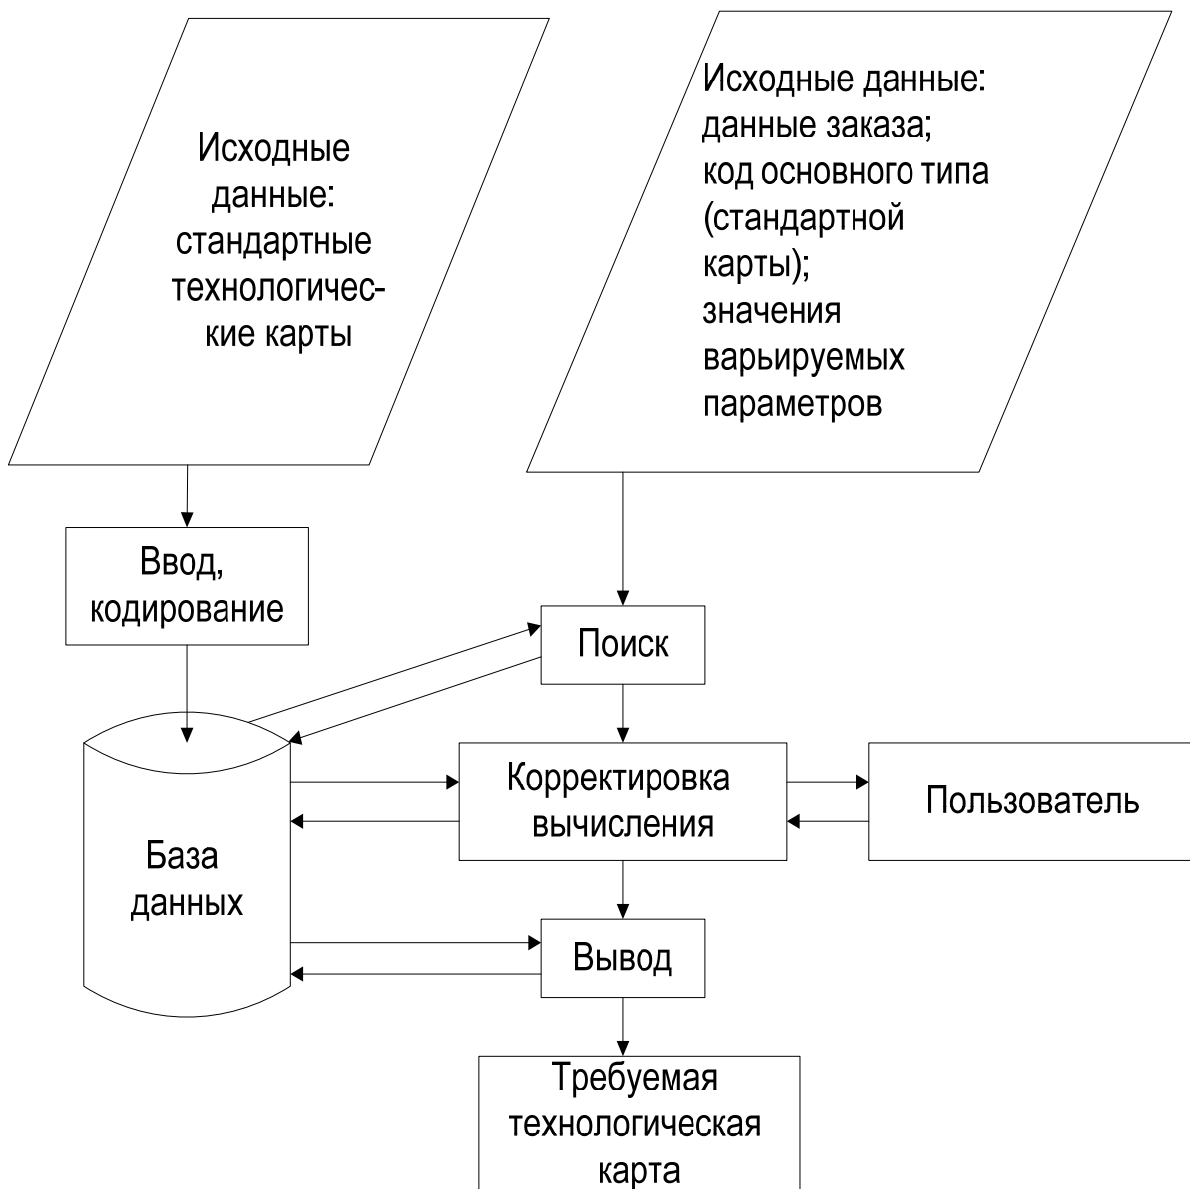 Исходные
данные:
стандартные
технологичес-
кие карты
Исходные данные:
данные заказа;
код основного типа
(стандартной
карты);
значения
варьируемых
параметров
Ввод,
кодирование
Поиск
Корректировка
вычисления
Пользователь
База
данных
Вывод
Требуемая
технологическая
карта